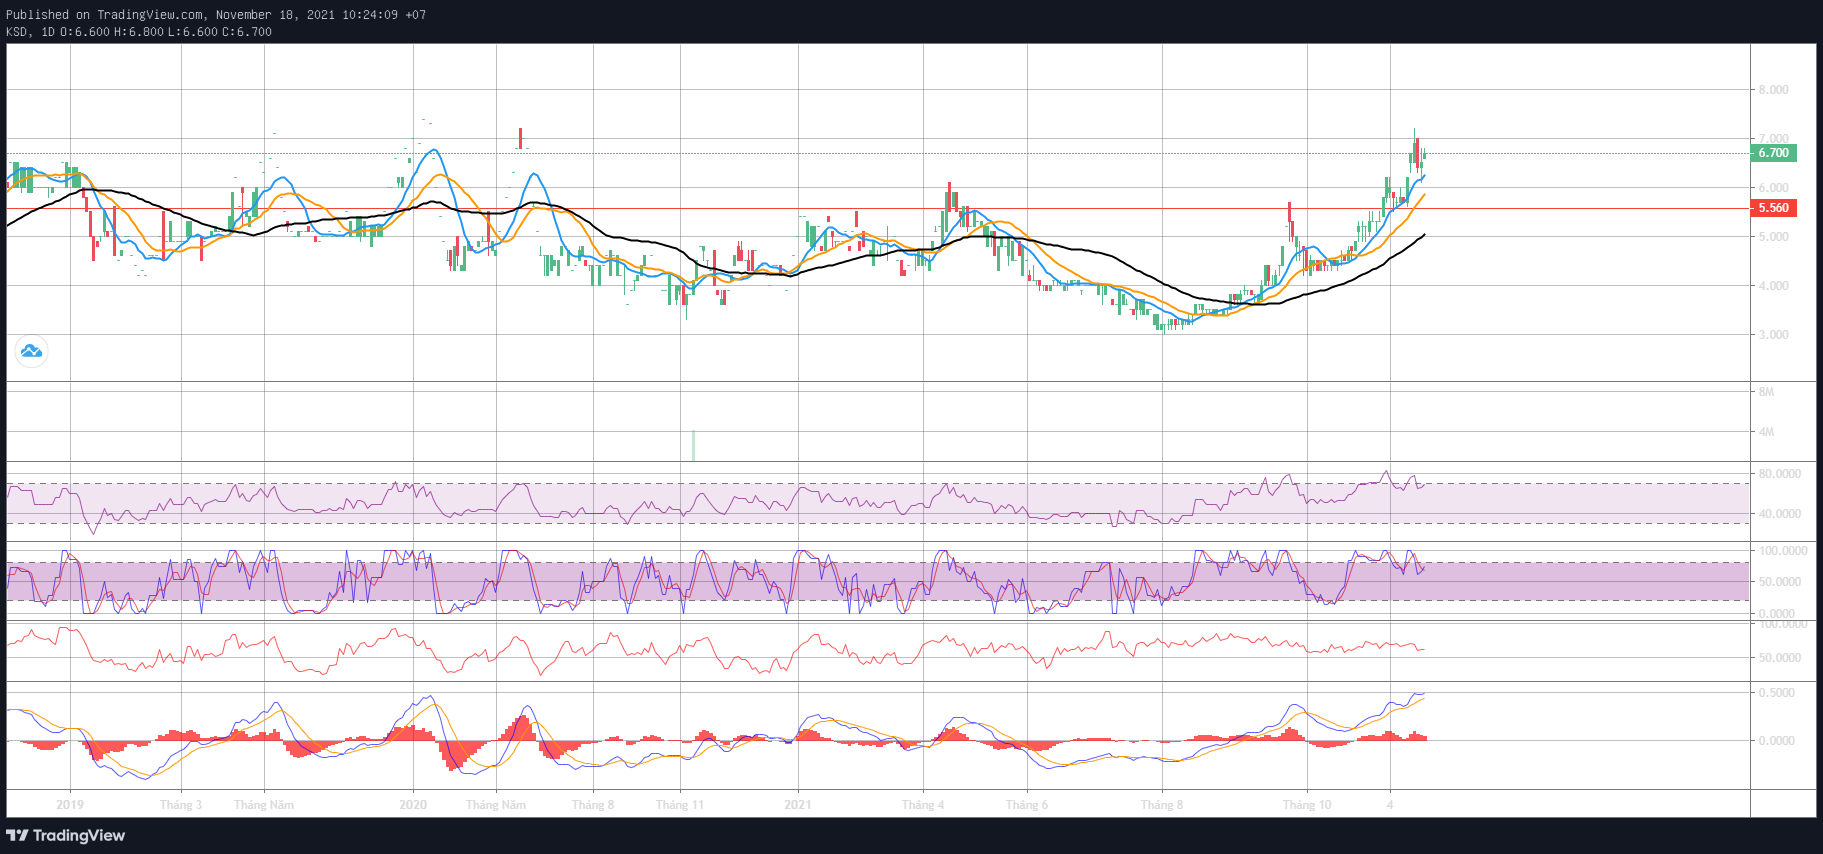 Published on TradingView.com, November 18, 2021 10:24:09 +07
KSD, 1D O:6.600 H:6.800 L:6.600 C:6.700
8.000
7.000
6.700
6.000
5.560
5.000
4.000
3.000
8M
4M
80.0000
40.0000
100.0000
50.0000
0.0000
100.0000
50.0000
0.5000
0.0000
2019 Tháng 3 Tháng Năm 2020 Tháng Năm Tháng 8 Tháng 11 2021 Tháng 4 Tháng 6 Tháng 8 Tháng 10 4
TradingView